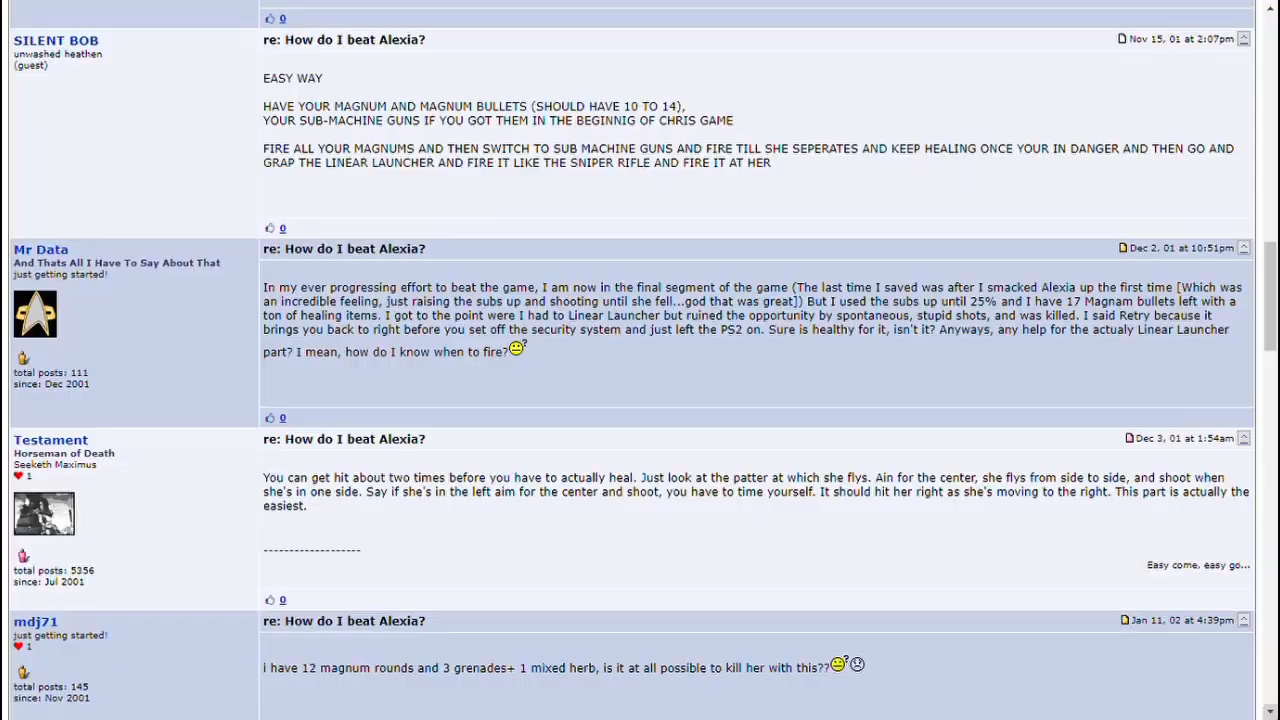 0
SILENT BOB
unwashed heathen
(guest)
re: How do I beat Alexia?
Nov 15, 01 at 2:07pm
EASY WAY
HAVE YOUR MAGNUM AND MAGNUM BULLETS (SHOULD HAVE 10 TO 14),
YOUR SUB-MACHINE GUNS IF YOU GOT THEM IN THE BEGINNIG OF CHRIS GAME
FIRE ALL YOUR MAGNUMS AND THEN SWITCH TO SUB MACHINE GUNS AND FIRE TILL SHE SEPERATES AND KEEP HEALING ONCE YOUR IN DANGER AND THEN GO AND
GRAP THE LINEAR LAUNCHER AND FIRE IT LIKE THE SNIPER RIFLE AND FIRE IT AT HER
0
Mr Data
And Thats All I Have To Say About That
just getting started!
total posts: 111
since: Dec 2001
re: How do I beat Alexia?
Dec 2, 01 at 10:51pm
In my ever progressing effort to beat the game, I am now in the final segment of the game (The last time I saved was after I smacked Alexia up the first time [Which was
an incredible feeling, just raising the subs up and shooting until she fell...god that was great]) But I used the subs up until 25% and I have 17 Magnam bullets left with a
ton of healing items. I got to the point were I had to Linear Launcher but ruined the opportunity by spontaneous, stupid shots, and was killed. I said Retry because it
brings you back to right before you set off the security system and just left the PS2 on. Sure is healthy for it, isn't it? Anyways, any help for the actualy Linear Launcher
part? I mean, how do I know when to fire?
0
Testament
Horseman of Death
Seeketh Maximus
1
total posts: 5356
since: Jul 2001
re: How do I beat Alexia?
Dec 3, 01 at 1:54am
You can get hit about two times before you have to actually heal. Just look at the patter at which she flys. Ain for the center, she flys from side to side, and shoot when
she's in one side. Say if she's in the left aim for the center and shoot, you have to time yourself. It should hit her right as she's moving to the right. This part is actually the
easiest.
-------------------
Easy come, easy go...
0
mdj71
just getting started!
1
total posts: 145
since: Nov 2001
re: How do I beat Alexia?
Jan 11, 02 at 4:39pm
i have 12 magnum rounds and 3 grenades+ 1 mixed herb, is it at all possible to kill her with this??